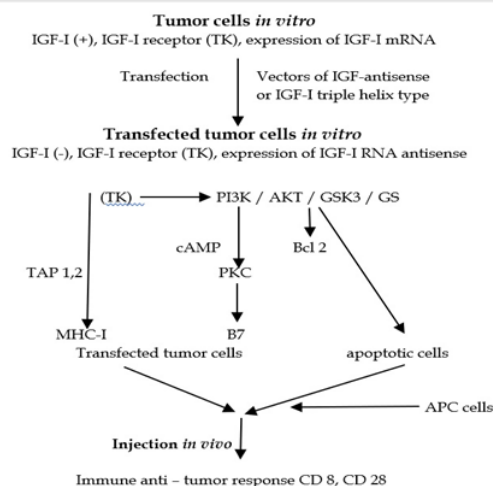 Tumor cells in vitro
IGF-I (+), IGF-I receptor (TK), expression of IGF-I mRNA
Transfection
Vectors of IGF-antisense
or IGF-I triple helix type
Transfected tumor cells in vitro
IGF-I (-), IGF-I receptor (TK), expression of IGF-I RNA antisense
(TK) PI3K / AKT / GSK3 / GS
cAMP Bcl 2
TAP 1,2 PKC
MHC-I B7
Transfected tumor cells apoptotic cells
APC cells
Injection in vivo
Immune anti – tumor response CD 8, CD 28